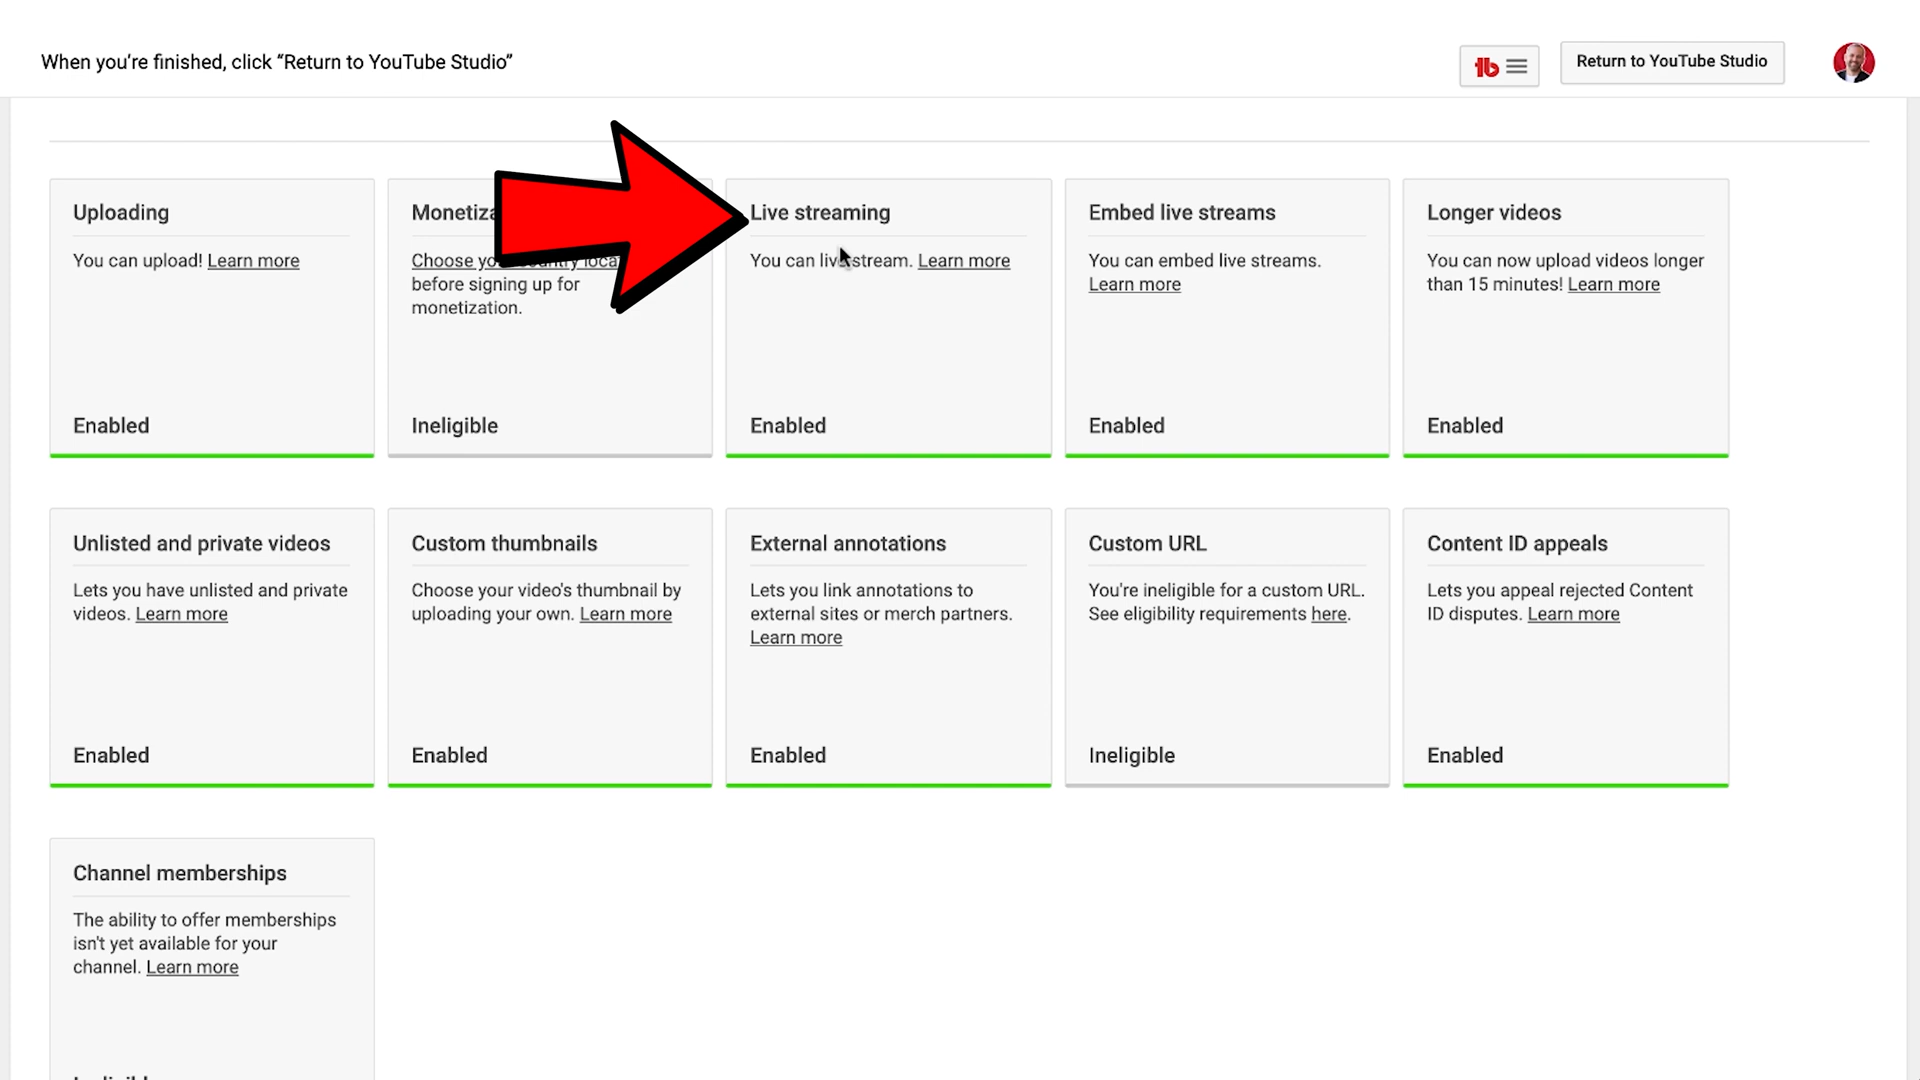 When you're finished, click “Return to YouTube Studio”
tb
Return to YouTube Studio
Uploading
You can upload! Learn more
Enabled
Choose
before signing up for
monetization.
Ineligible
Live streaming
You can live stream. Learn more
Enabled
Embed live streams
You can embed live streams.
Learn more
Enabled
Longer videos
You can now upload videos longer
than 15 minutes! Learn more
Enabled
Unlisted and private videos
Lets you have unlisted and private
videos. Learn more
Enabled
Custom thumbnails
Choose your video's thumbnail by
uploading your own. Learn more
Enabled
External annotations
Lets you link annotations to
external sites or merch partners.
Learn more
Enabled
Custom URL
You're ineligible for a custom URL.
See eligibility requirements here.
Ineligible
Content ID appeals
Lets you appeal rejected Content
ID disputes. Learn more
Enabled
Channel memberships
The ability to offer memberships
isn't yet available for your
channel. Learn more